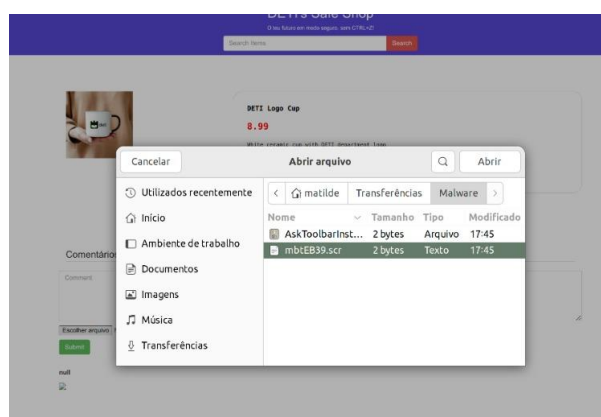 DETI's Safe Shop
O teu futuro em modo seguro, sem CTRL+Z!
Search items
Search
DETI Logo Cup
8.99
White ceramic cup with DETI department logo
Cancelar
Abrir arquivo
Abrir
matilde Transferências Malware
Utilizados recentemente
Início
Ambiente de trabalho
Documentos
Imagens
Música
Transferências
Nome Tamanho Tipo Modificado
AskToolbarInst... 2 bytes Arquivo 17:45
mbtEB39.scr 2 bytes Texto 17:45
Comentários
Comment
Escolher arquivo
Submit
null